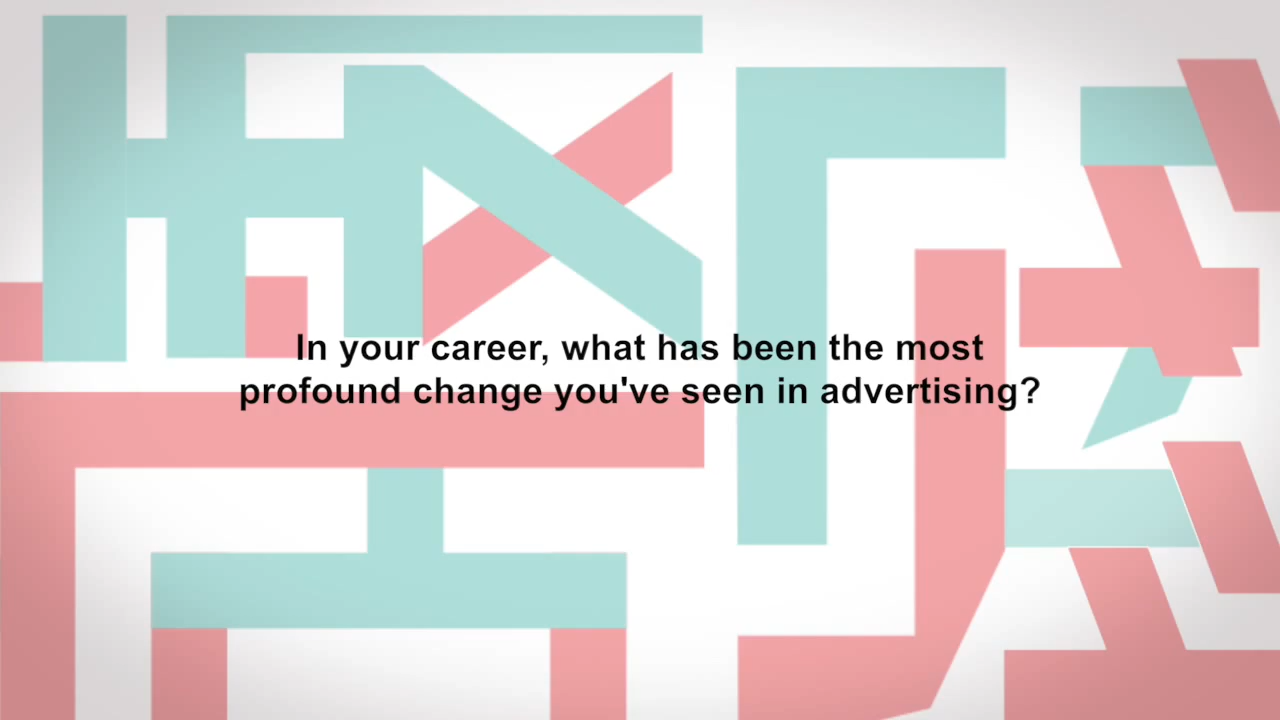 In your career, what has been the most
profound change you've seen in advertising?